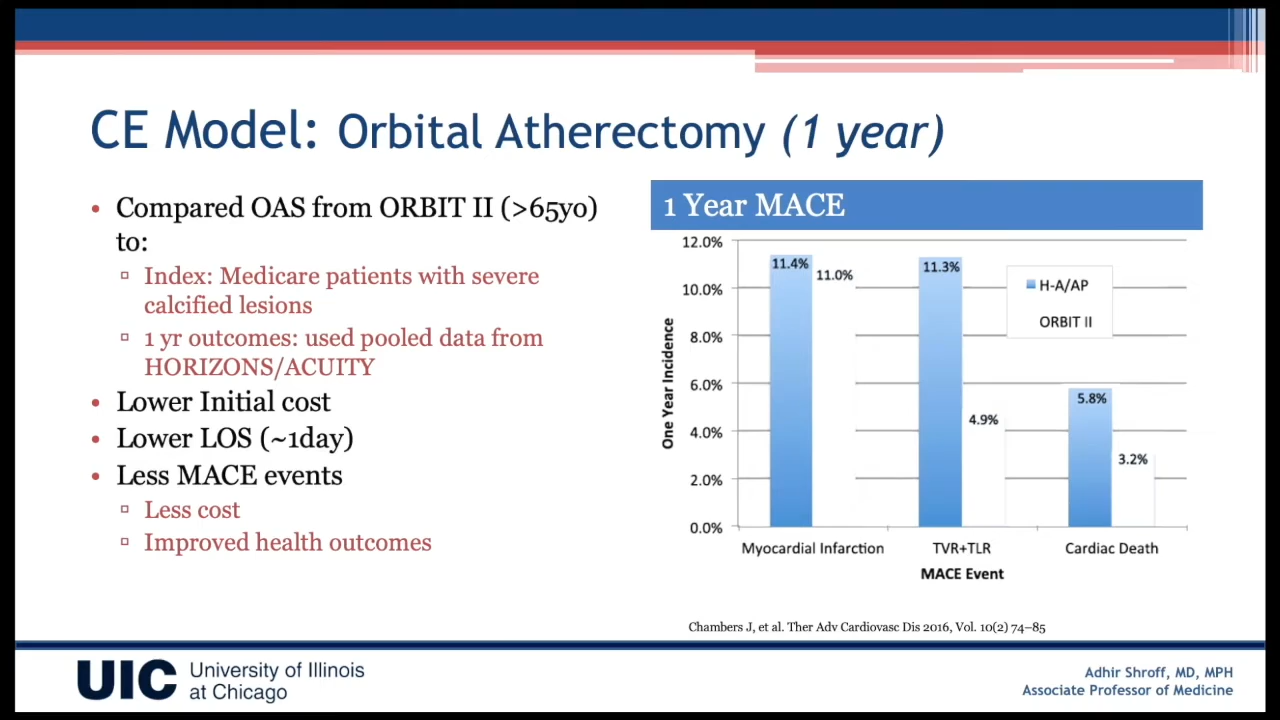 CE Model: Orbital Atherectomy (1 year)
• Compared OAS from ORBIT II (>65yo)
to:
▫ Index: Medicare patients with severe
calcified lesions
▫ 1 yr outcomes: used pooled data from
HORIZONS/ACUITY
• Lower Initial cost
• Lower LOS (~1day)
• Less MACE events
▫ Less cost
▫ Improved health outcomes
1 Year MACE
One Year Incidence
12.0%
10.0%
8.0%
6.0%
4.0%
2.0%
0.0%
11.4%
11.0%
11.3%
4.9%
5.8%
3.2%
H-A/AP
ORBIT II
Myocardial Infarction
TVR+TLR
Cardiac Death
MACE Event
Chambers J, et al. Ther Adv Cardiovasc Dis 2016, Vol. 10(2) 74–85
UIC
University of Illinois
at Chicago
Adhir Shroff, MD, MPH
Associate Professor of Medicine